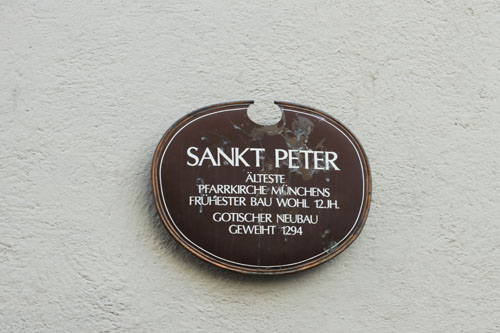 SANKT PETER
ÄLTESTE
PFARRKIRCHE MÜNCHENS
FRÜHESTER BAU WOHL 12.JH.
GOTISCHER NEUBAU
GEWEIHT 1294